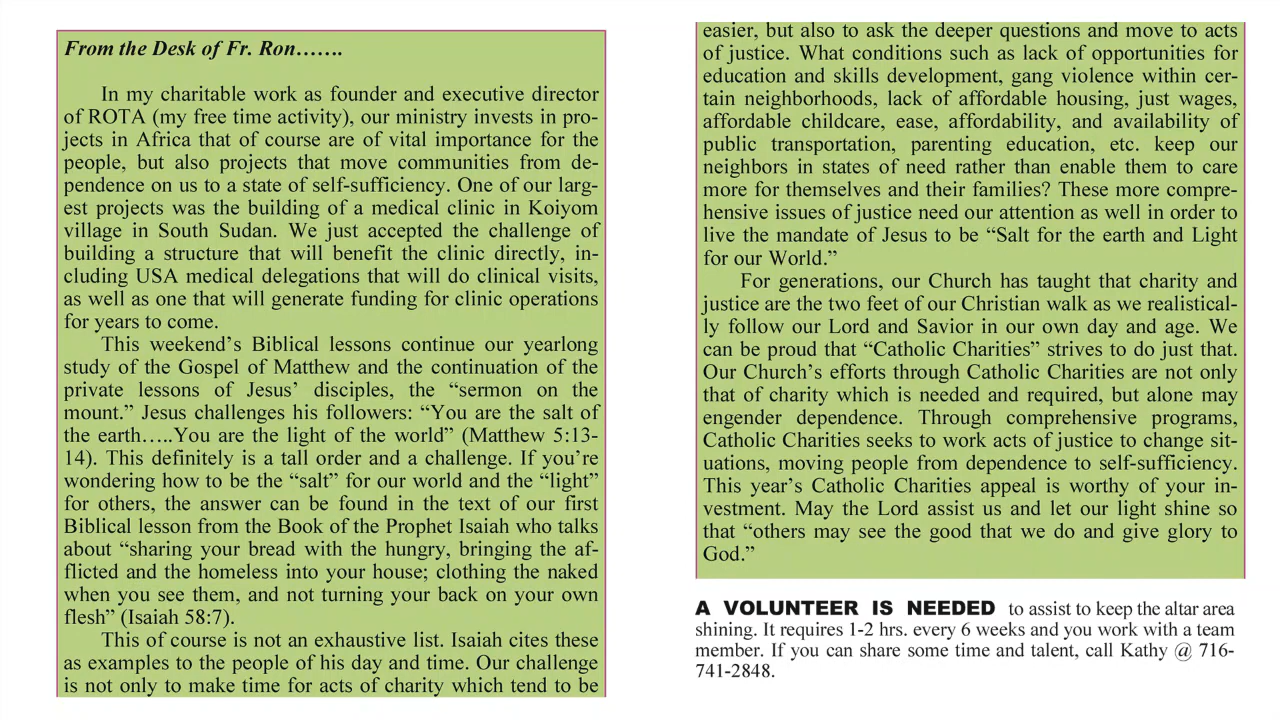 From the Desk of Fr. Ron…….
In my charitable work as founder and executive director
of ROTA (my free time activity), our ministry invests in pro-
jects in Africa that of course are of vital importance for the
people, but also projects that move communities from de-
pendence on us to a state of self-sufficiency. One of our larg-
est projects was the building of a medical clinic in Koiyom
village in South Sudan. We just accepted the challenge of
building a structure that will benefit the clinic directly, in-
cluding USA medical delegations that will do clinical visits,
as well as one that will generate funding for clinic operations
for years to come.
This weekend’s Biblical lessons continue our yearlong
study of the Gospel of Matthew and the continuation of the
private lessons of Jesus’ disciples, the “sermon on the
mount.” Jesus challenges his followers: “You are the salt of
the earth…..You are the light of the world” (Matthew 5:13-
14). This definitely is a tall order and a challenge. If you’re
wondering how to be the “salt” for our world and the “light”
for others, the answer can be found in the text of our first
Biblical lesson from the Book of the Prophet Isaiah who talks
about “sharing your bread with the hungry, bringing the af-
flicted and the homeless into your house; clothing the naked
when you see them, and not turning your back on your own
flesh” (Isaiah 58:7).
This of course is not an exhaustive list. Isaiah cites these
as examples to the people of his day and time. Our challenge
is not only to make time for acts of charity which tend to be
easier, but also to ask the deeper questions and move to acts
of justice. What conditions such as lack of opportunities for
education and skills development, gang violence within cer-
tain neighborhoods, lack of affordable housing, just wages,
affordable childcare, ease, affordability, and availability of
public transportation, parenting education, etc. keep our
neighbors in states of need rather than enable them to care
more for themselves and their families? These more compre-
hensive issues of justice need our attention as well in order to
live the mandate of Jesus to be “Salt for the earth and Light
for our World.”
For generations, our Church has taught that charity and
justice are the two feet of our Christian walk as we realistical-
ly follow our Lord and Savior in our own day and age. We
can be proud that “Catholic Charities” strives to do just that.
Our Church’s efforts through Catholic Charities are not only
that of charity which is needed and required, but alone may
engender dependence. Through comprehensive programs,
Catholic Charities seeks to work acts of justice to change sit-
uations, moving people from dependence to self-sufficiency.
This year’s Catholic Charities appeal is worthy of your in-
vestment. May the Lord assist us and let our light shine so
that “others may see the good that we do and give glory to
God.”
A VOLUNTEER IS NEEDED to assist to keep the altar area
shining. It requires 1-2 hrs. every 6 weeks and you work with a team
member. If you can share some time and talent, call Kathy @ 716-
741-2848.